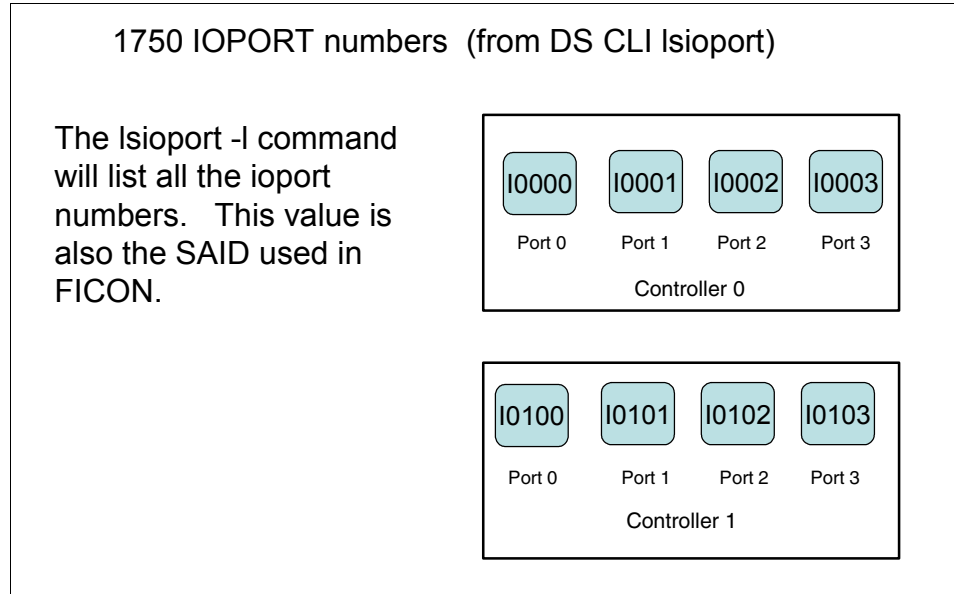 1750 IOPORT numbers (from DS CLI lsioport)
The lsioport -l command
will list all the ioport
numbers. This value is
also the SAID used in
FICON.
I0000 I0001 I0002 I0003
Port 0 Port 1 Port 2 Port 3
Controller 0
I0100 I0101 I0102 I0103
Port 0 Port 1 Port 2 Port 3
Controller 1